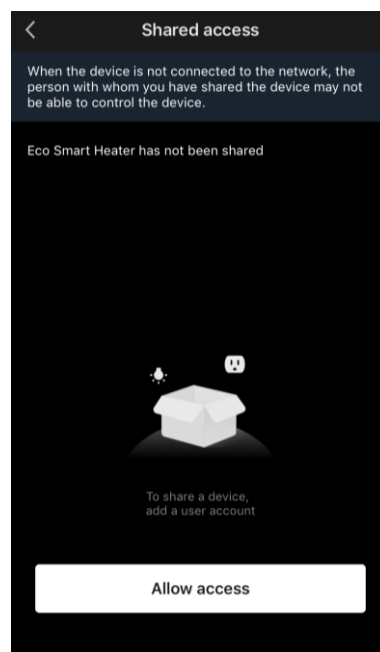 Shared access
When the device is not connected to the network, the
person with whom you have shared the device may not
be able to control the device.
Eco Smart Heater has not been shared
To share a device,
add a user account
Allow access